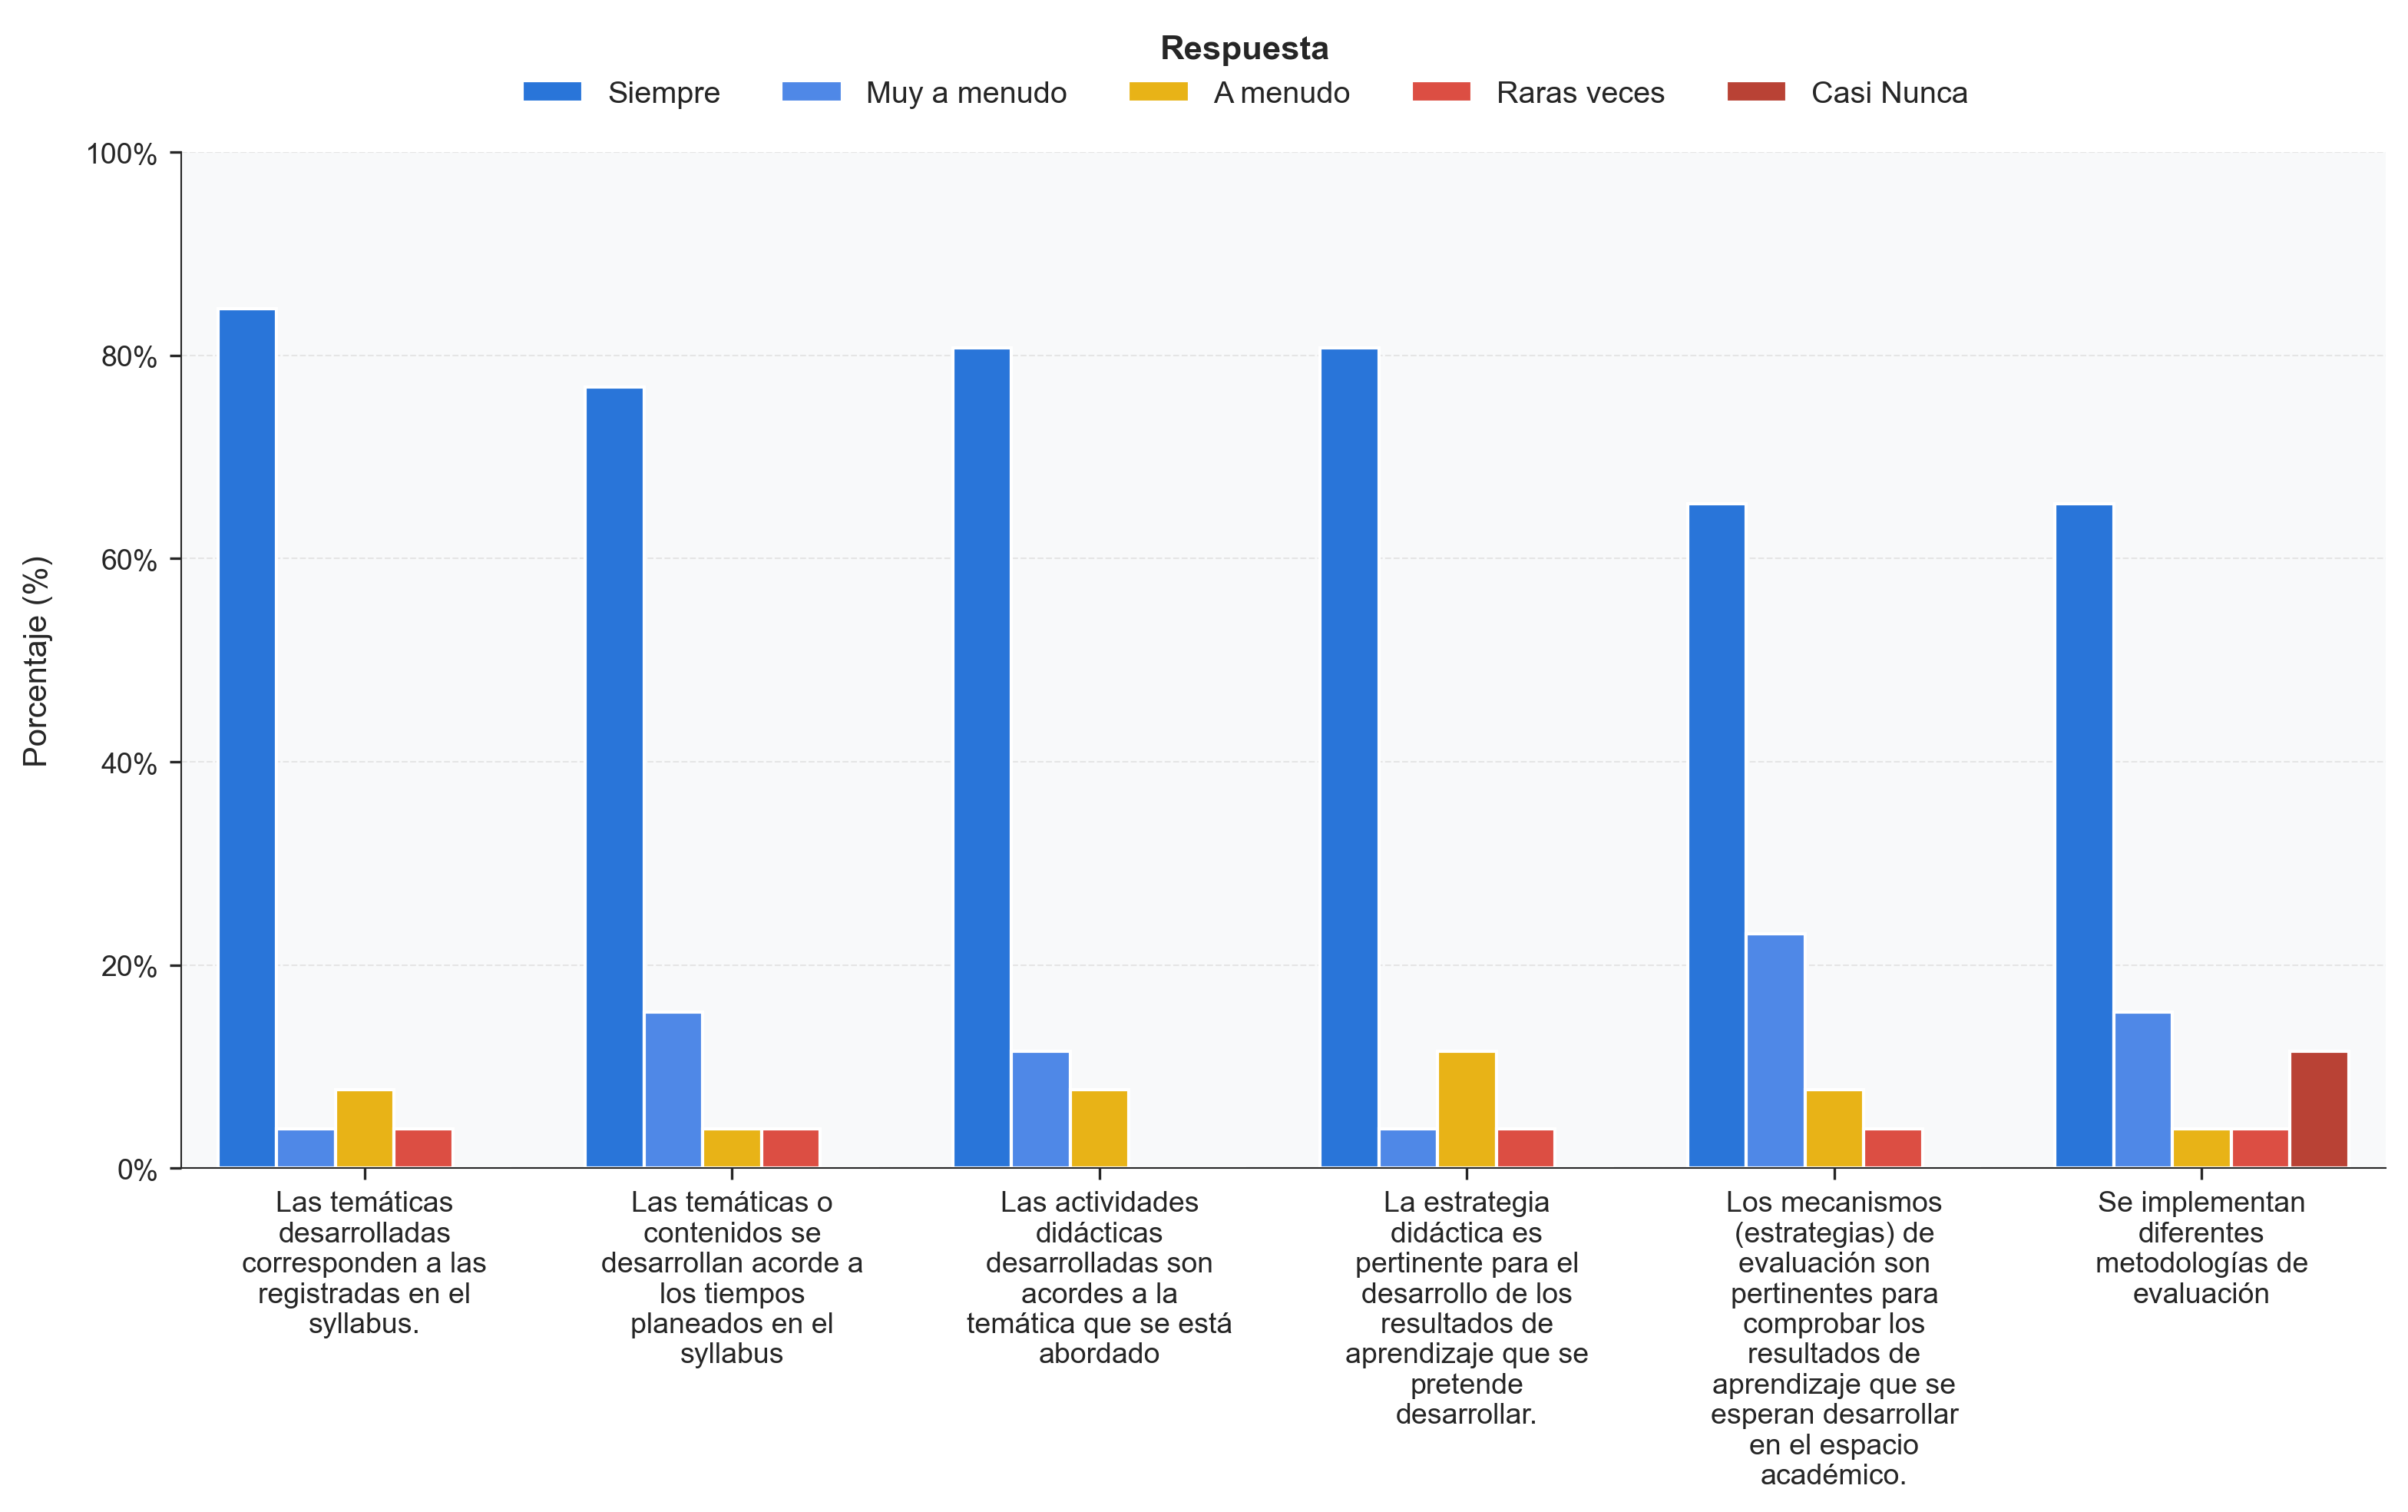 Respuesta
Siempre
Muy a menudo
A menudo
Raras veces
Casi Nunca
Porcentaje (%)
100%
80%
60%
40%
20%
0%
Las temáticas
desarrolladas
corresponden a las
registradas en el
syllabus.
Las temáticas o
contenidos se
desarrollan acorde a
los tiempos
planeados en el
syllabus
Las actividades
didácticas
desarrolladas son
acordes a la
temática que se está
abordado
La estrategia
didáctica es
pertinente para el
desarrollo de los
resultados de
aprendizaje que se
pretende
desarrollar.
Los mecanismos
(estrategias) de
evaluación son
pertinentes para
comprobar los
resultados de
aprendizaje que se
esperan desarrollar
en el espacio
académico.
Se implementan
diferentes
metodologías de
evaluación